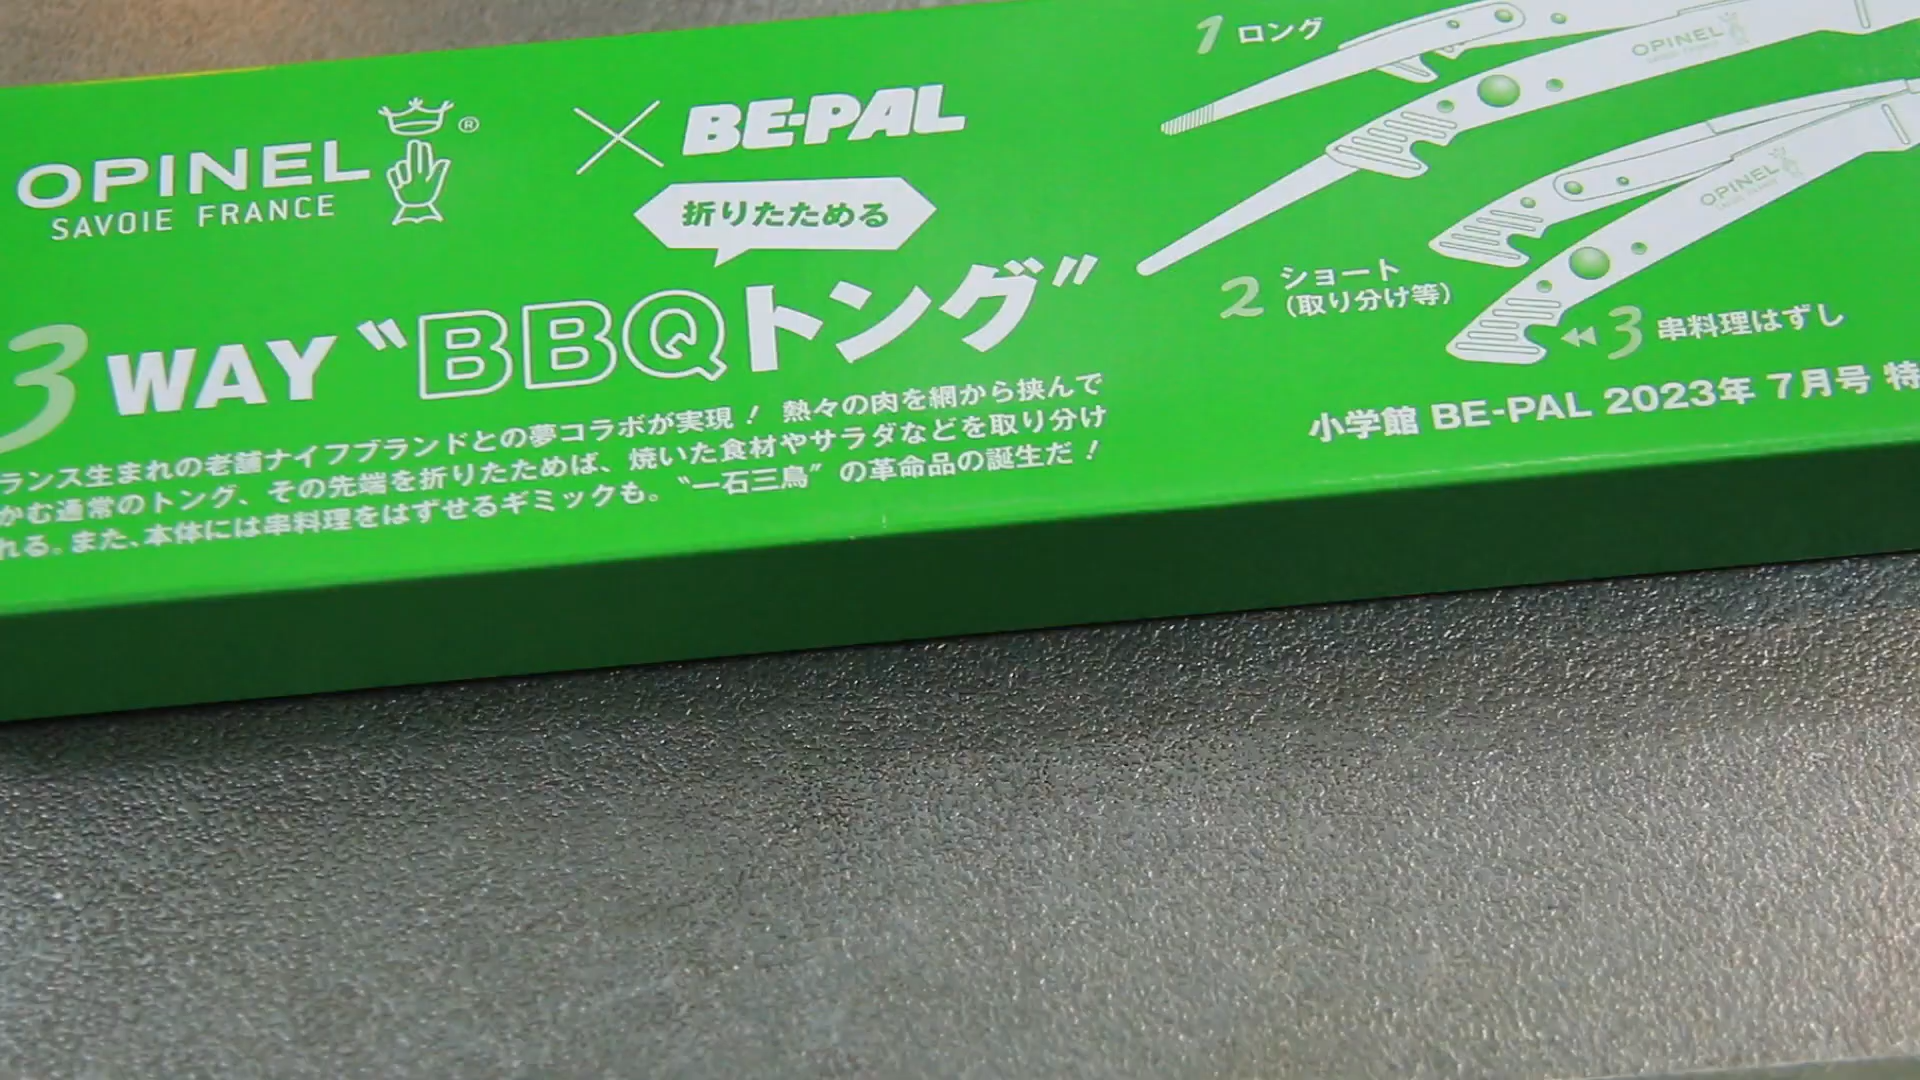 OPINEL ®
SAVOIE FRANCE
× BE-PAL
折りたためる
3 WAY “BBQトング”
ランス生まれの老舗ナイフブランドとの夢コラボが実現！ 熱々の肉を網から挟んで
かむ通常のトング、その先端を折りたためば、焼いた食材やサラダなどを取り分け
れる。また、本体には串料理をはずせるギミックも。“一石三鳥”の革命品の誕生だ！
1 ロング
OPINEL
OPINEL
2 ショート
（取り分け等）
3 串料理はずし
小学館 BE-PAL 2023年 7月号 特